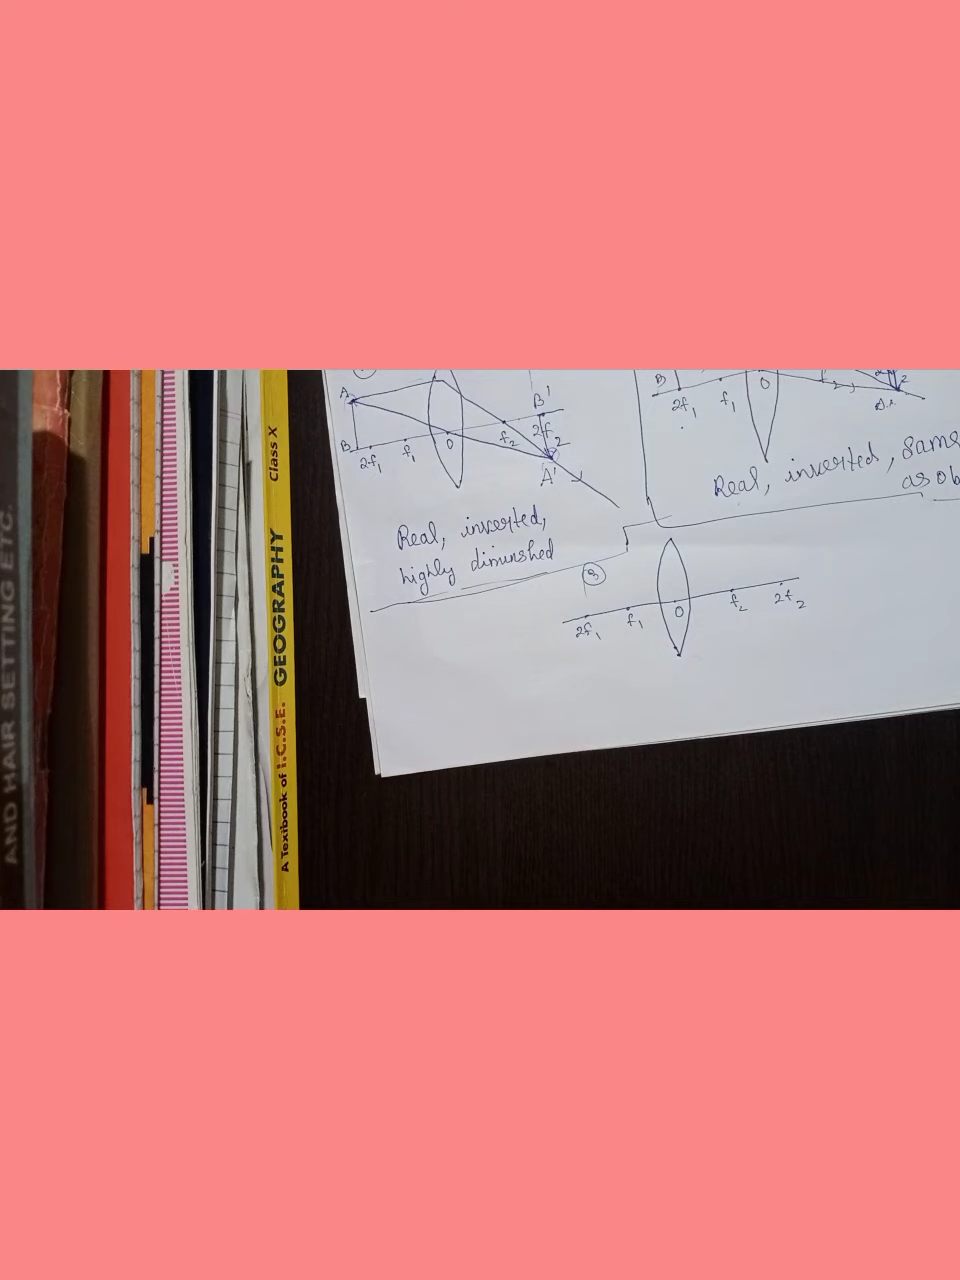 AND HAIR SETTING ETC.
A Textbook of I.C.S.E. GEOGRAPHY Class X
A
B
2f1
f1
O
f2
B'
2f2
A'
Real, inverted,
highly diminshed
B
2f1
f1
O
2
Real, inverted, Same
as ob
3
2f1
f1
O
f2
2f2